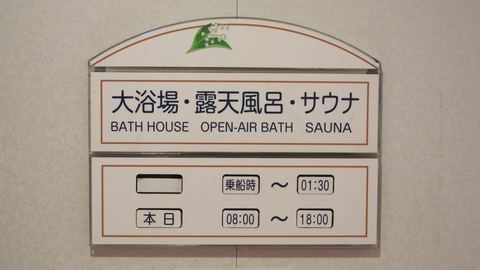 大浴場・露天風呂・サウナ
BATH HOUSE OPEN-AIR BATH SAUNA
乗船時 〜 01:30
本日 08:00 〜 18:00